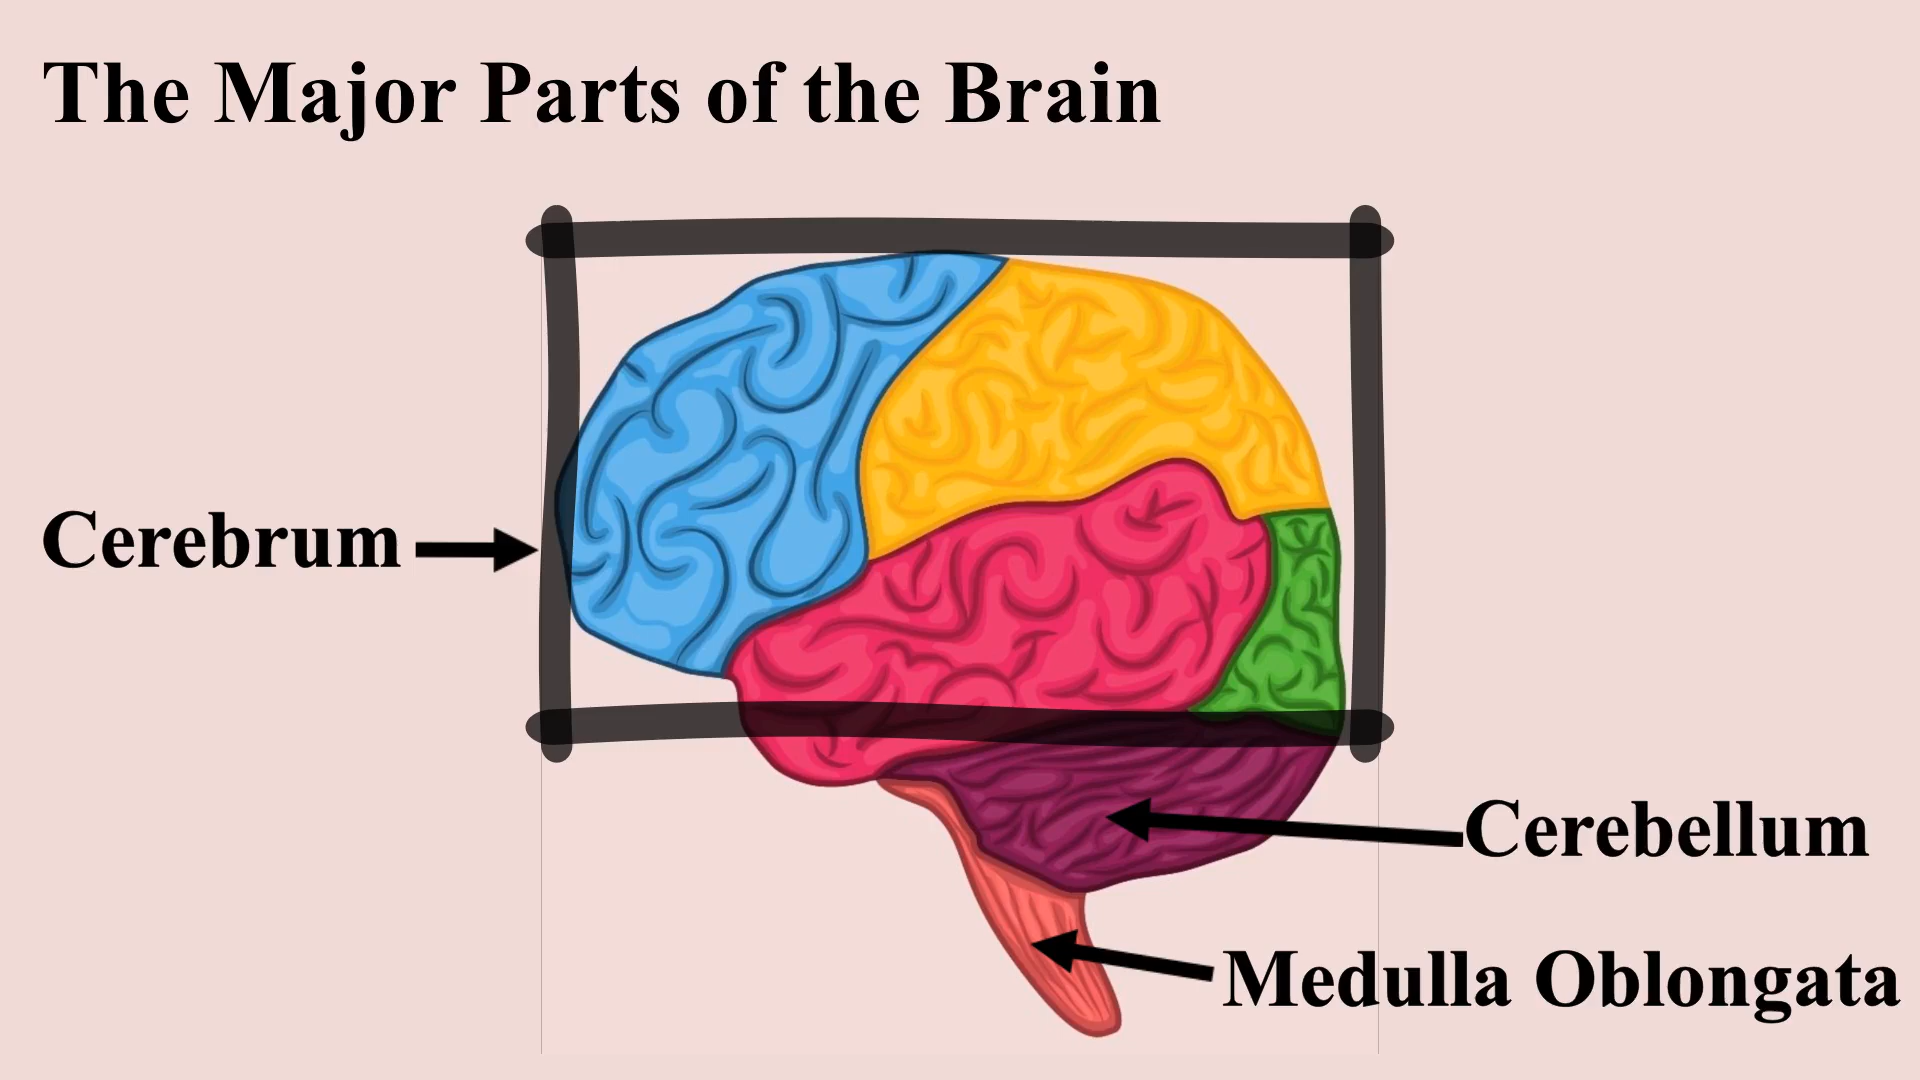 The Major Parts of the Brain
Cerebrum
Cerebellum
Medulla Oblongata